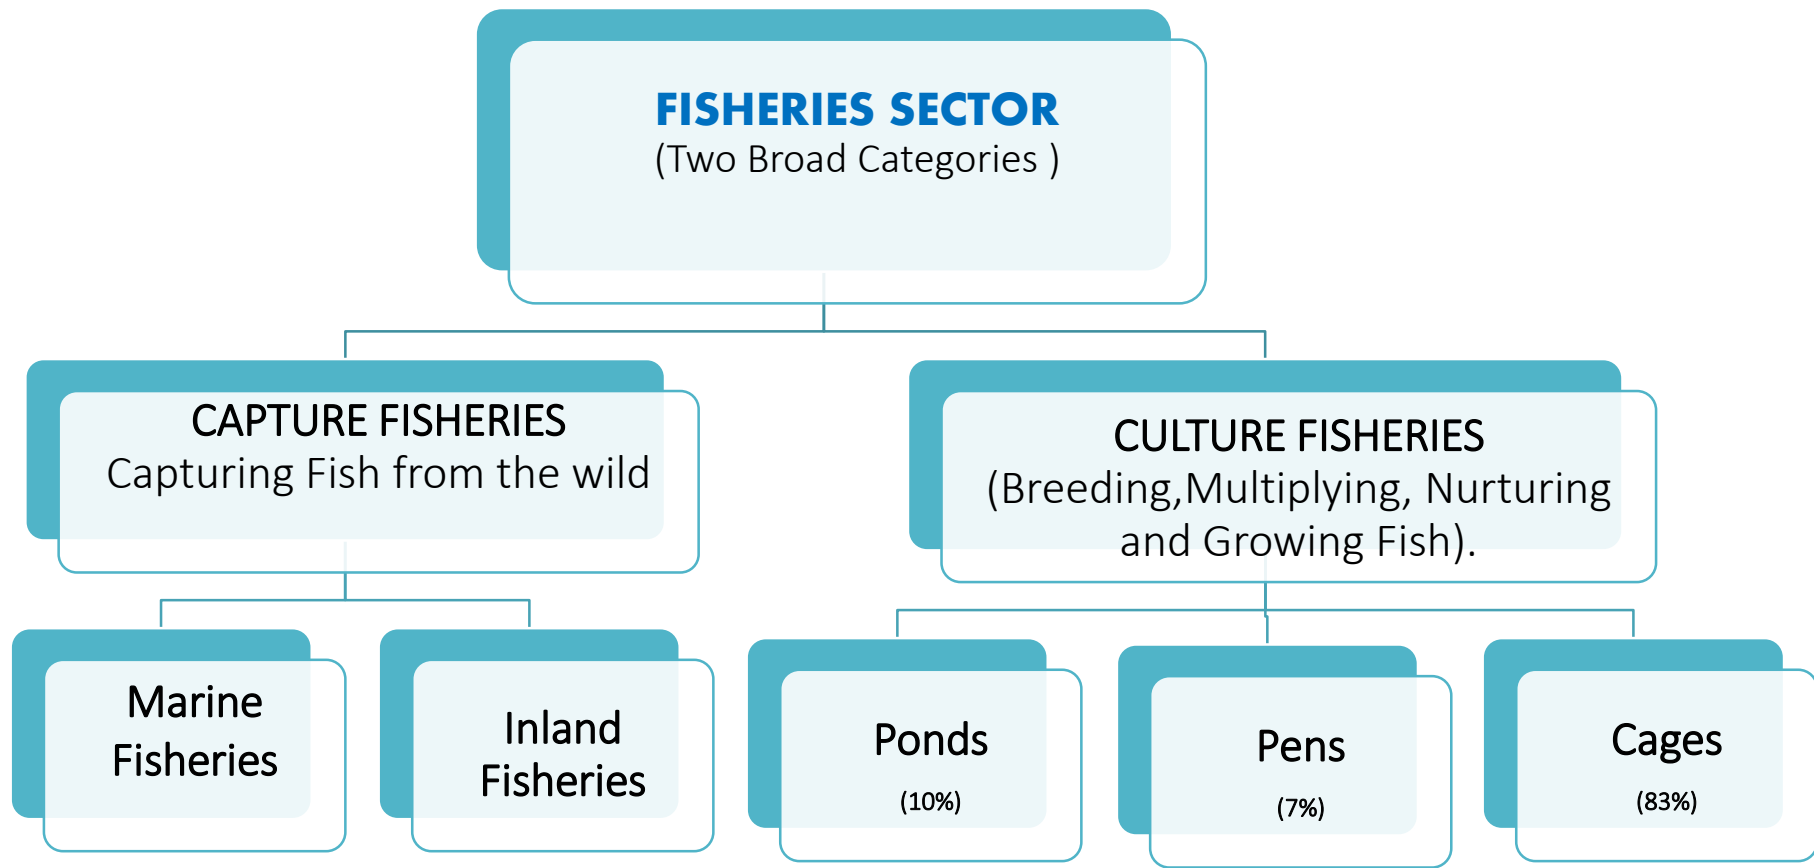 FISHERIES SECTOR
(Two Broad Categories )
CAPTURE FISHERIES
Capturing Fish from the wild
CULTURE FISHERIES
(Breeding,Multiplying, Nurturing
and Growing Fish).
Marine
Fisheries
Inland
Fisheries
Ponds
(10%)
Pens
(7%)
Cages
(83%)